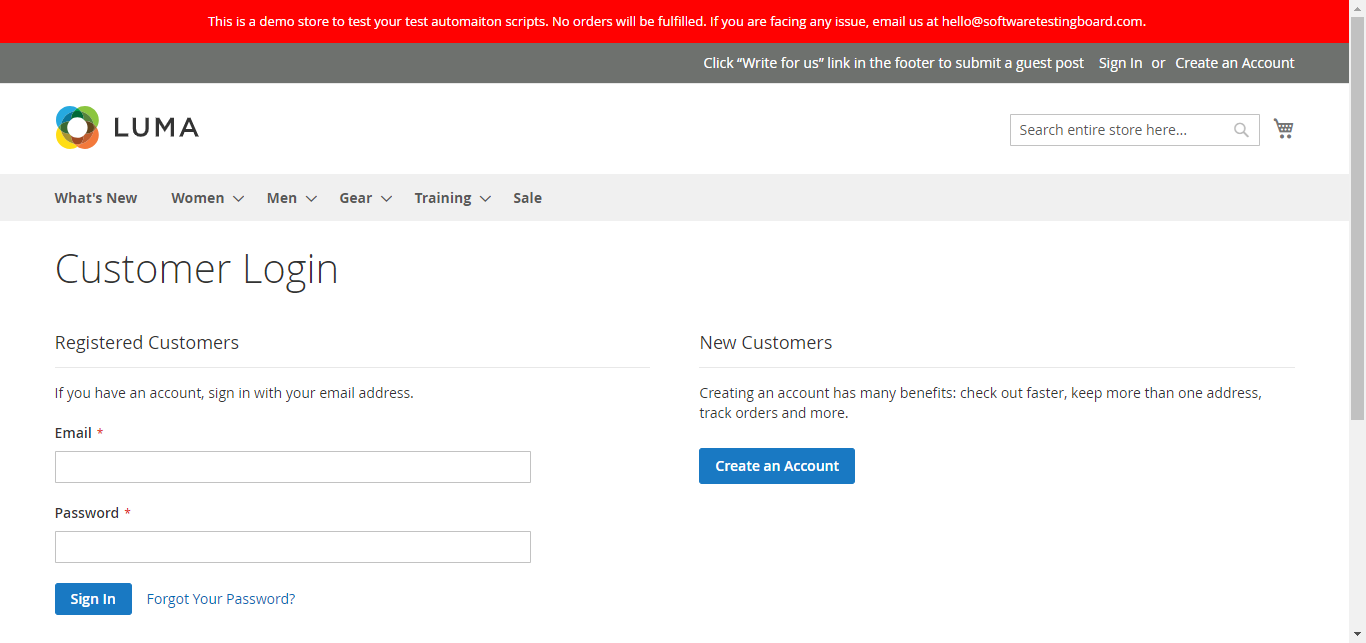 This is a demo store to test your test automaiton scripts. No orders will be fulfilled. If you are facing any issue, email us at hello@softwaretestingboard.com.
Click “Write for us” link in the footer to submit a guest post Sign In or Create an Account
LUMA
Search entire store here...
What's New Women Men Gear Training Sale
Customer Login
Registered Customers
If you have an account, sign in with your email address.
Email *
Password *
Sign In Forgot Your Password?
New Customers
Creating an account has many benefits: check out faster, keep more than one address,
track orders and more.
Create an Account